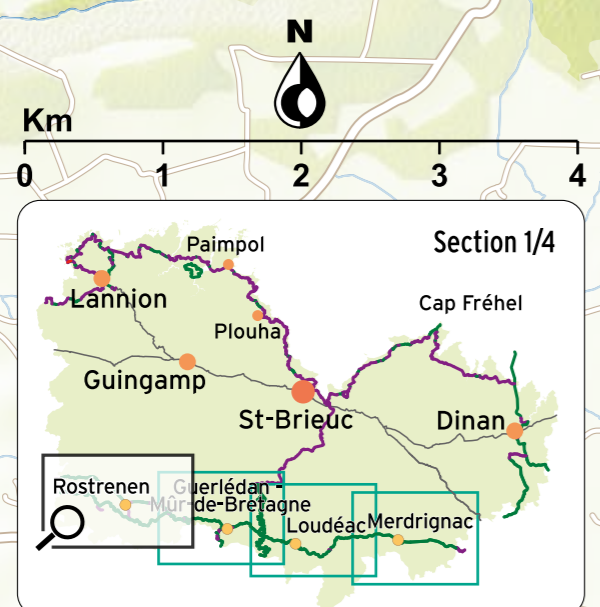 N
Km
0 1 2 3 4
Section 1/4
Paimpol
Lannion
Cap Fréhel
Plouha
Guingamp
St-Brieuc
Dinan
Rostrenen
Guerlédan -
Mûr-de-Bretagne
Loudéac
Merdrignac